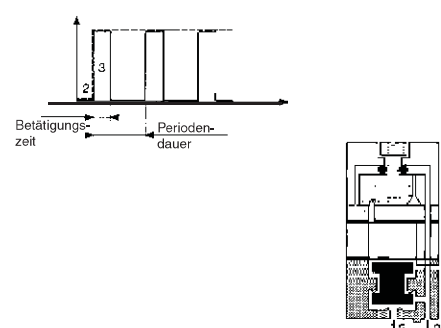 3
2
Betätigungs-
zeit
Perioden-
dauer